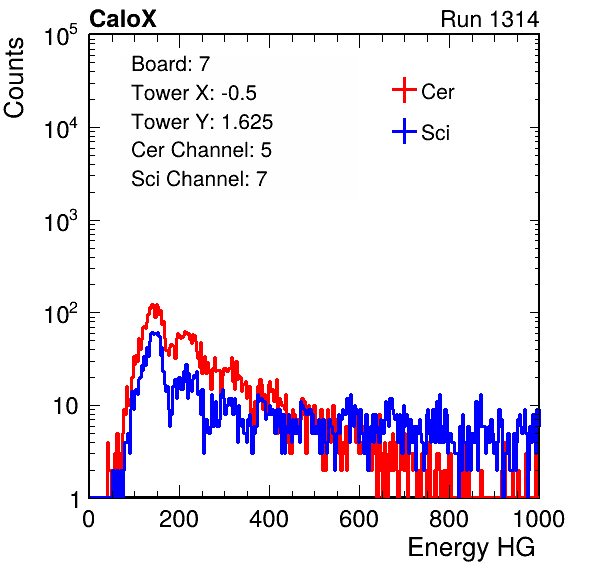 CaloX Run 1314
Counts
Board: 7
Tower X: -0.5
Tower Y: 1.625
Cer Channel: 5
Sci Channel: 7
Cer
Sci
10^5
10^4
10^3
10^2
10
1
0 200 400 600 800 1000
Energy HG